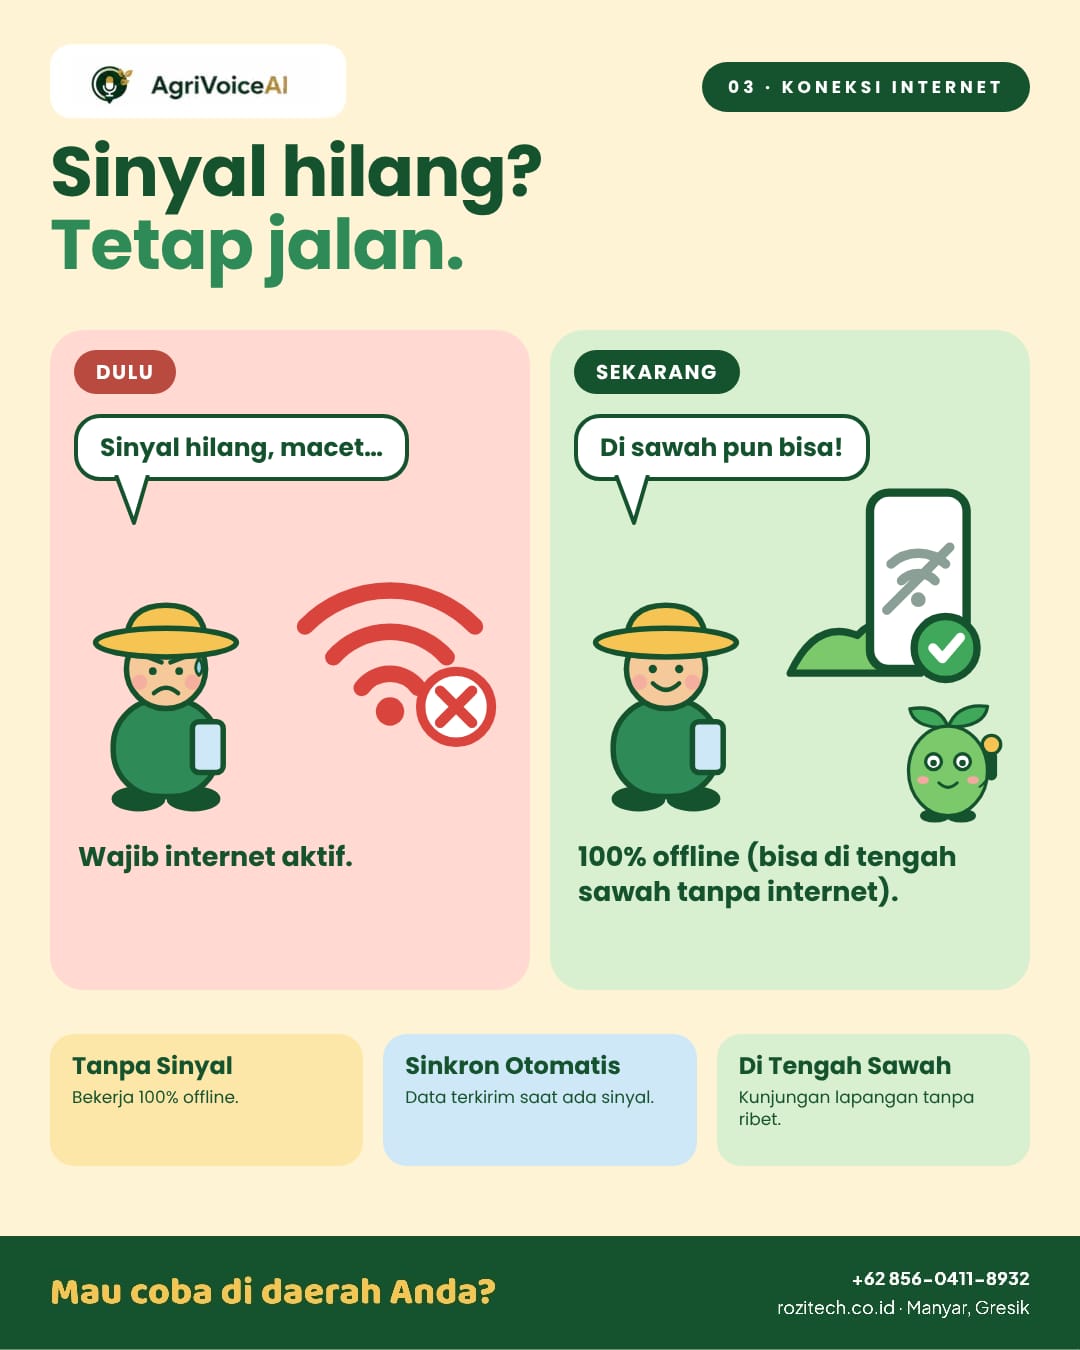 AgriVoiceAI
03 · KONEKSI INTERNET
Sinyal hilang?
Tetap jalan.
DULU
Sinyal hilang, macet...
Wajib internet aktif.
SEKARANG
Di sawah pun bisa!
100% offline (bisa di tengah
sawah tanpa internet).
Tanpa Sinyal
Bekerja 100% offline.
Sinkron Otomatis
Data terkirim saat ada sinyal.
Di Tengah Sawah
Kunjungan lapangan tanpa
ribet.
Mau coba di daerah Anda?
+62 856-0411-8932
rozitech.co.id · Manyar, Gresik